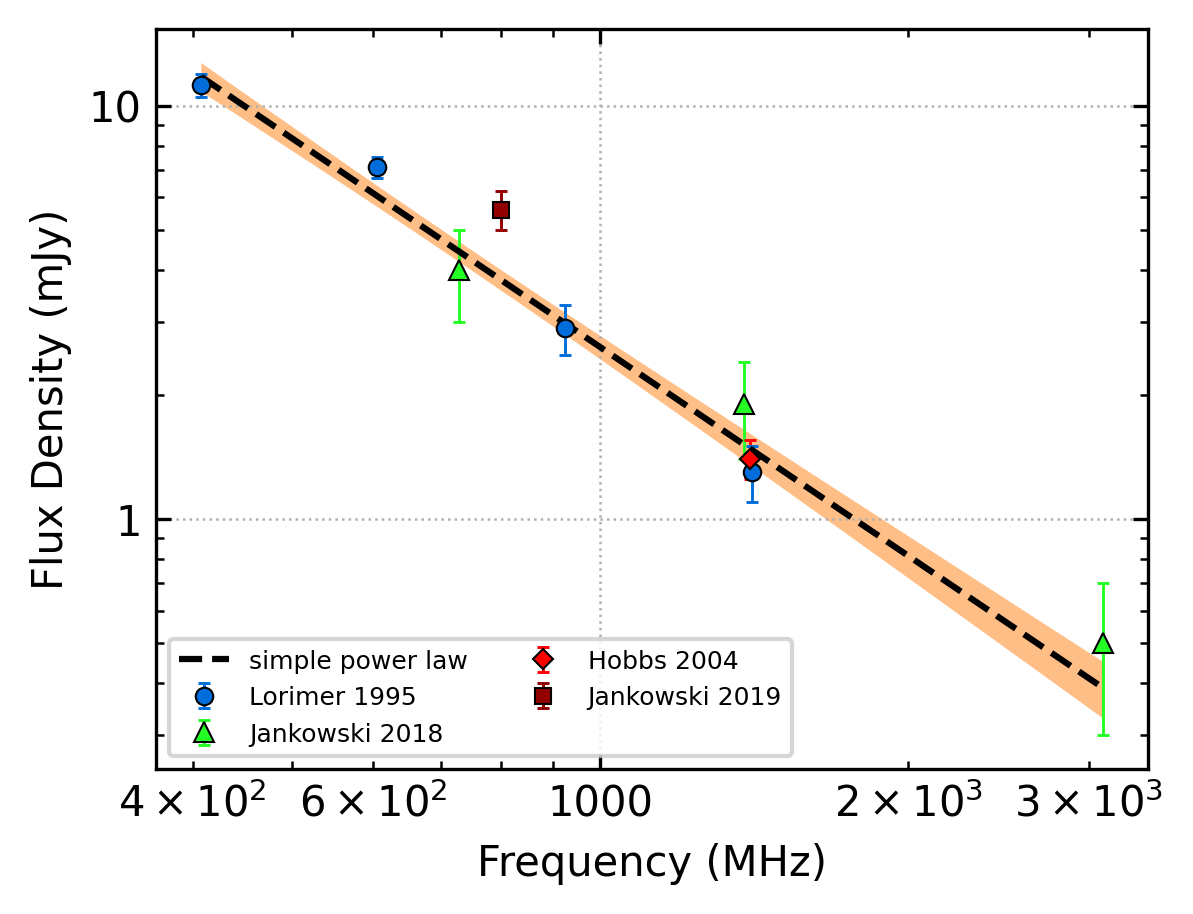 10
1
Flux Density (mJy)
simple power law
Lorimer 1995
Jankowski 2018
Hobbs 2004
Jankowski 2019
4 × 10² 6 × 10² 1000 2 × 10³ 3 × 10³
Frequency (MHz)